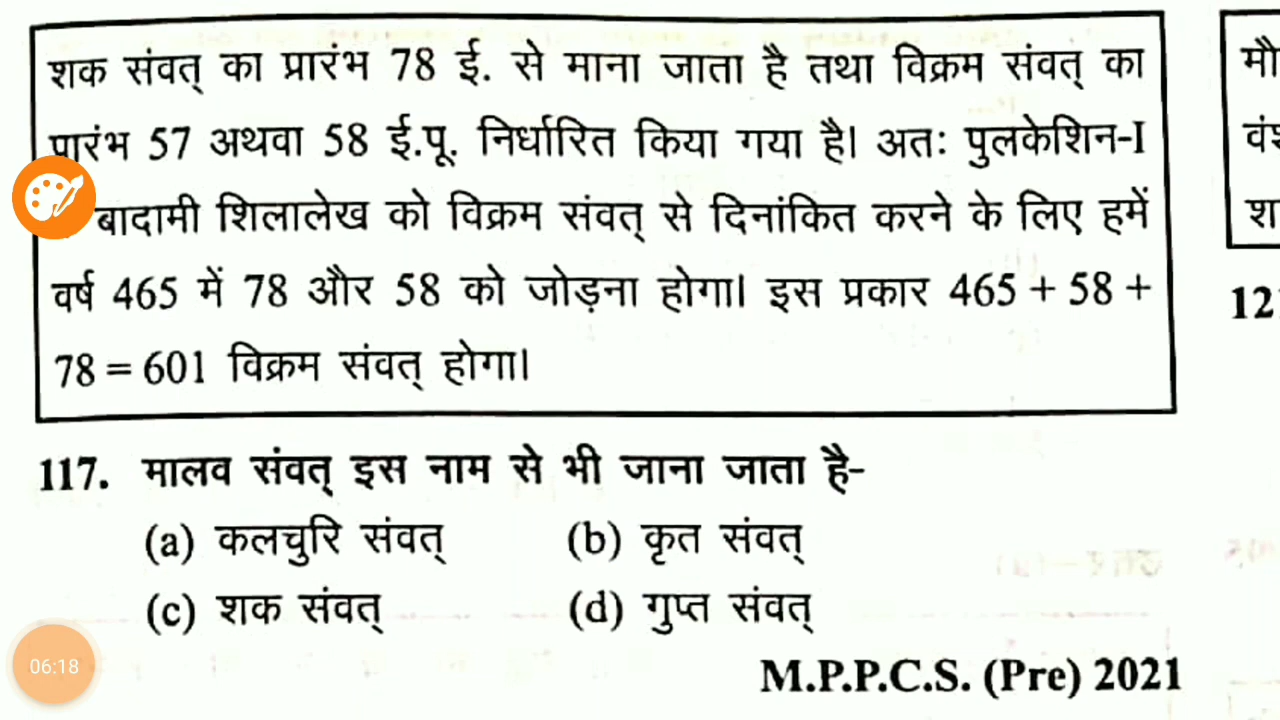 शक संवत् का प्रारंभ 78 ई. से माना जाता है तथा विक्रम संवत् का
प्रारंभ 57 अथवा 58 ई.पू. निर्धारित किया गया है। अतः पुलकेशिन-I
बादामी शिलालेख को विक्रम संवत् से दिनांकित करने के लिए हमें
वर्ष 465 में 78 और 58 को जोड़ना होगा। इस प्रकार 465 + 58 +
78 = 601 विक्रम संवत् होगा।
117. मालव संवत् इस नाम से भी जाना जाता है-
(a) कलचुरि संवत् (b) कृत संवत्
(c) शक संवत् (d) गुप्त संवत्
M.P.P.C.S. (Pre) 2021
06:18